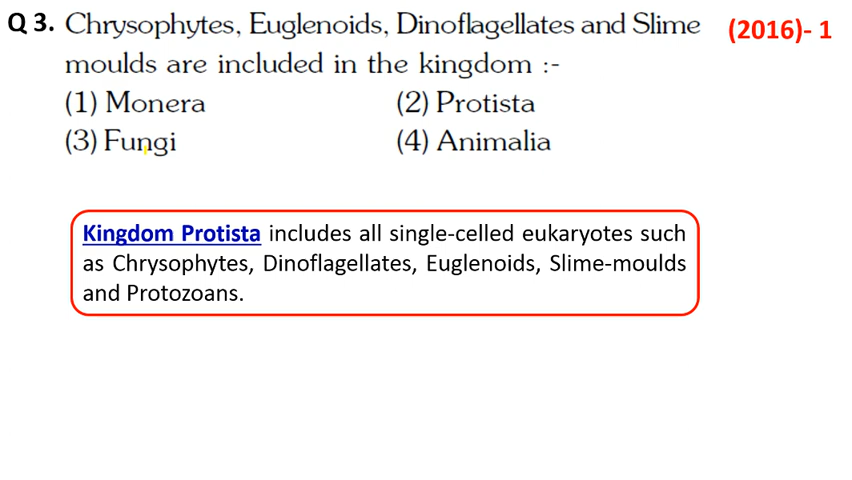 Q 3. Chrysophytes, Euglenoids, Dinoflagellates and Slime (2016)- 1
moulds are included in the kingdom :-
(1) Monera (2) Protista
(3) Fungi (4) Animalia
Kingdom Protista includes all single-celled eukaryotes such
as Chrysophytes, Dinoflagellates, Euglenoids, Slime-moulds
and Protozoans.